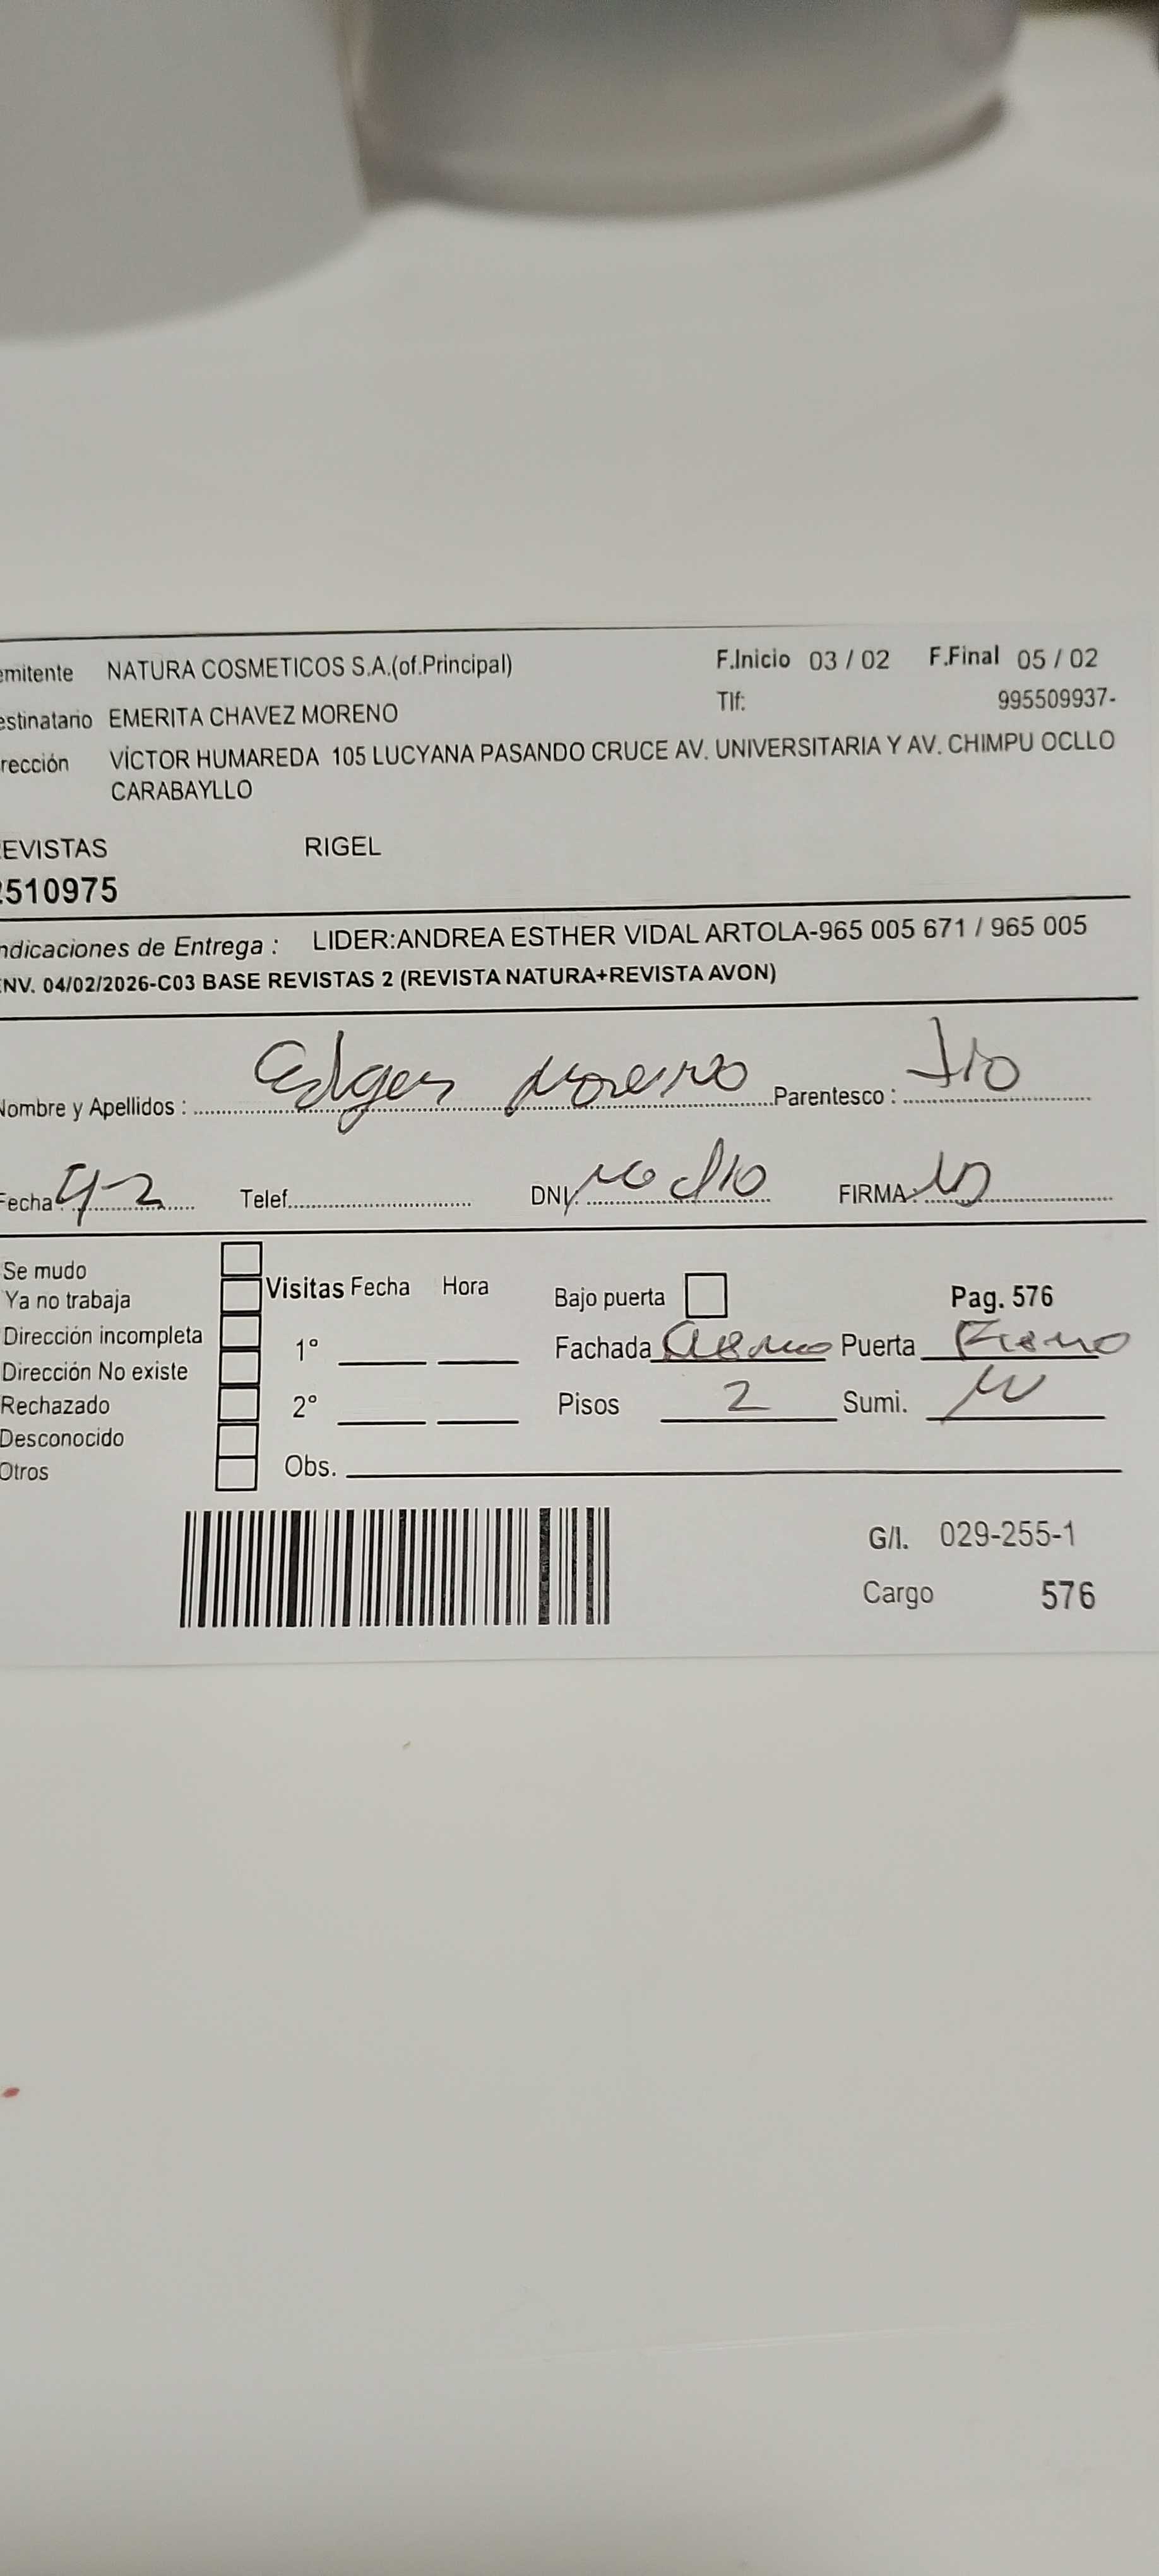 emitente NATURA COSMETICOS S.A.(of.Principal) F.Inicio 03 / 02 F.Final 05 / 02
estinatario EMERITA CHAVEZ MORENO Tlf: 995509937-
rección VÍCTOR HUMAREDA 105 LUCYANA PASANDO CRUCE AV. UNIVERSITARIA Y AV. CHIMPU OCLLO
CARABAYLLO
EVISTAS RIGEL
510975
ndicaciones de Entrega : LIDER:ANDREA ESTHER VIDAL ARTOLA-965 005 671 / 965 005
NV. 04/02/2026-C03 BASE REVISTAS 2 (REVISTA NATURA+REVISTA AVON)
Nombre y Apellidos : Edgar Moreno Parentesco : Tio
Fecha 4-2 Telef. DNI: no dio FIRMA:
Se mudo
Ya no trabaja Visitas Fecha Hora Bajo puerta Pag. 576
Dirección incompleta 1° Fachada Puerta Fierro
Dirección No existe
Rechazado 2° Pisos 2 Sumi.
Desconocido
Otros Obs.
G/I. 029-255-1
Cargo 576